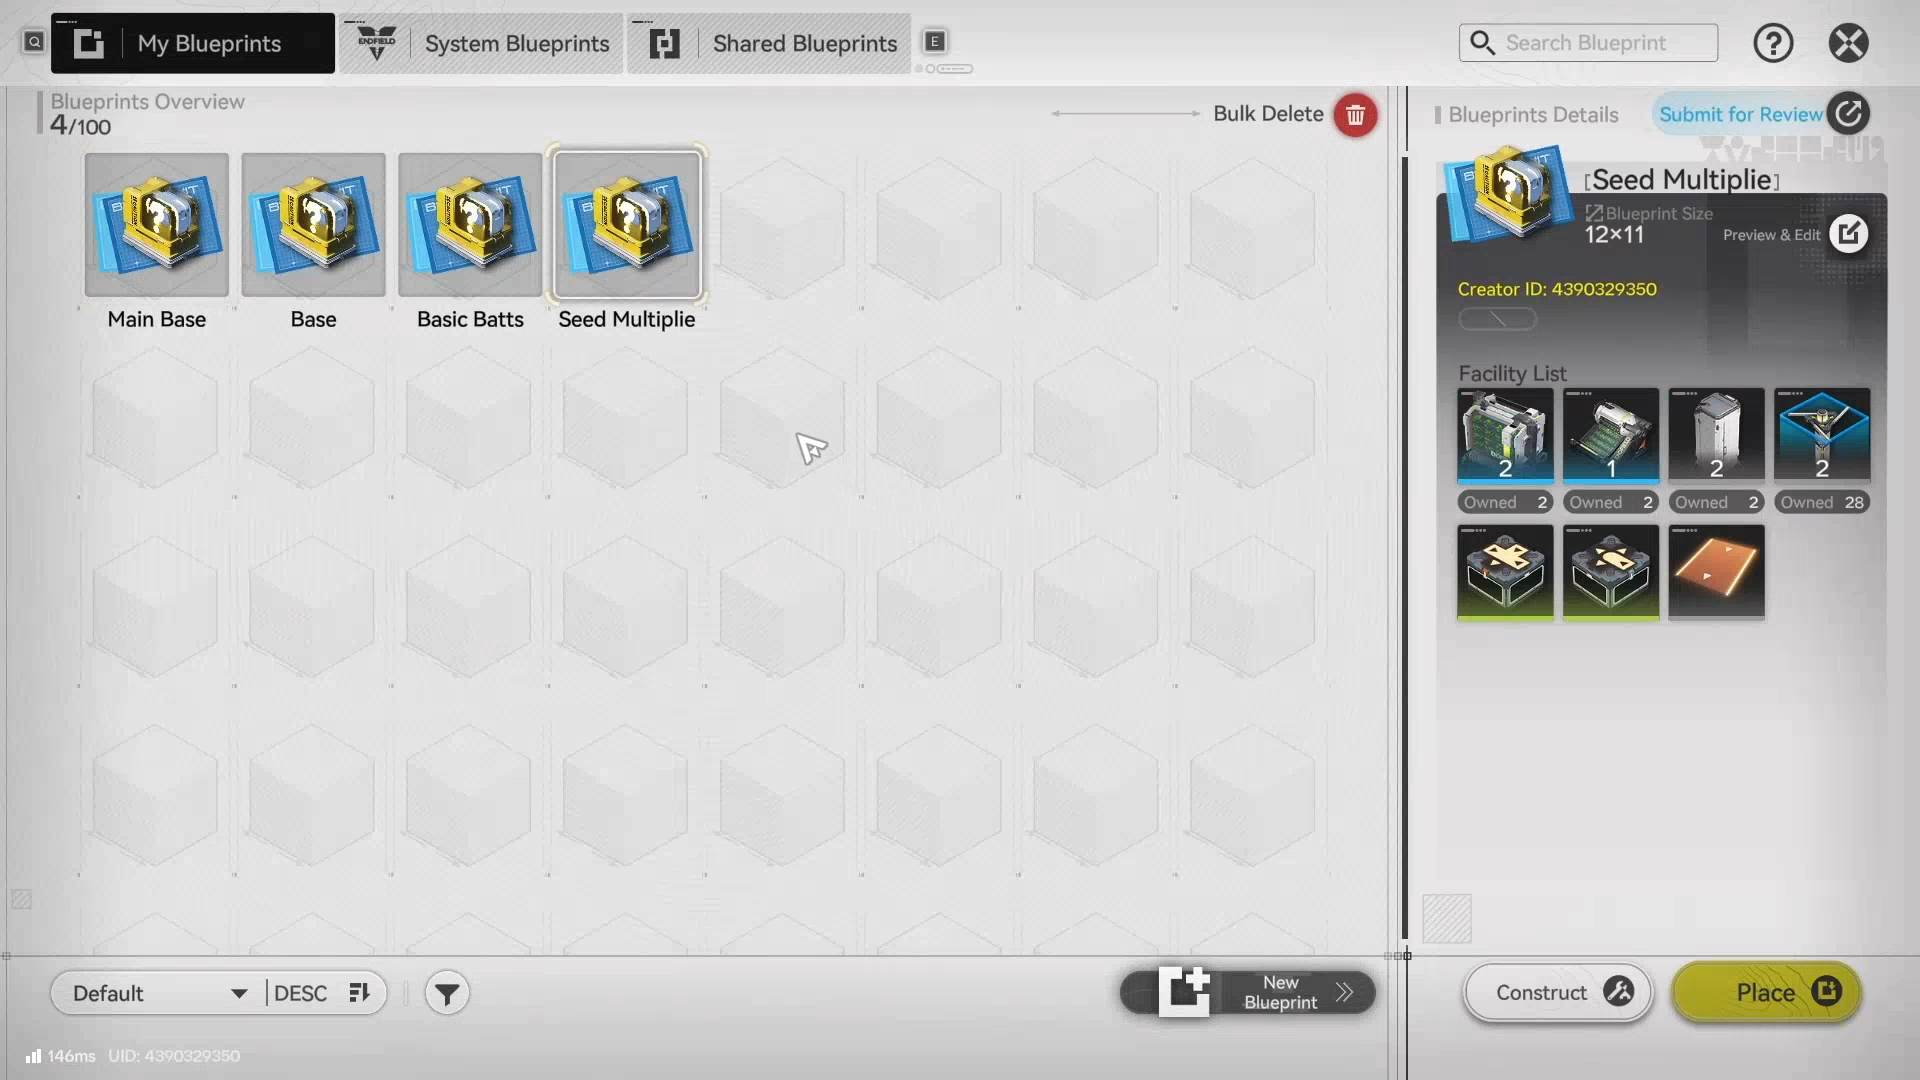 Q
My Blueprints
ENDFIELD
System Blueprints
Shared Blueprints
E
Search Blueprint
?
Blueprints Overview
4/100
Bulk Delete
Main Base
Base
Basic Batts
Seed Multiplie
Blueprints Details
Submit for Review
[Seed Multiplie]
Blueprint Size
12×11
Preview & Edit
Creator ID: 4390329350
Facility List
2
1
2
2
Owned 2
Owned 2
Owned 2
Owned 28
Default
DESC
New
Blueprint
Construct
Place
146ms UID: 4390329350